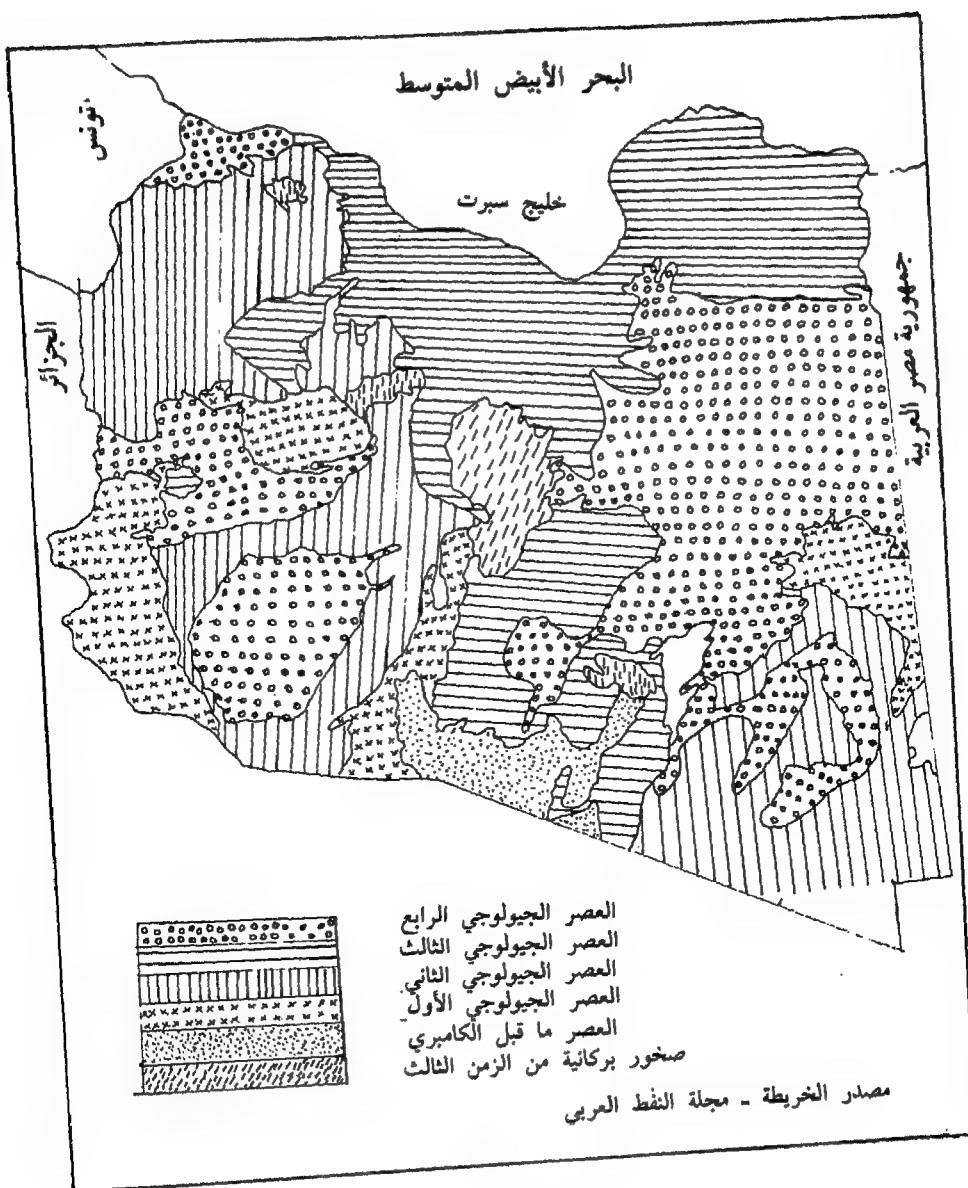 البحر الأبيض المتوسط
تونس
خليج سبرت
الجزائر
جمهورية مصر العربية
العصر الجيولوجي الرابع
العصر الجيولوجي الثالث
العصر الجيولوجي الثاني
العصر الجيولوجي الأول
العصر ما قبل الكامبري
صخور بركانية من الزمن الثالث
مصدر الخريطة - مجلة النفط العربي